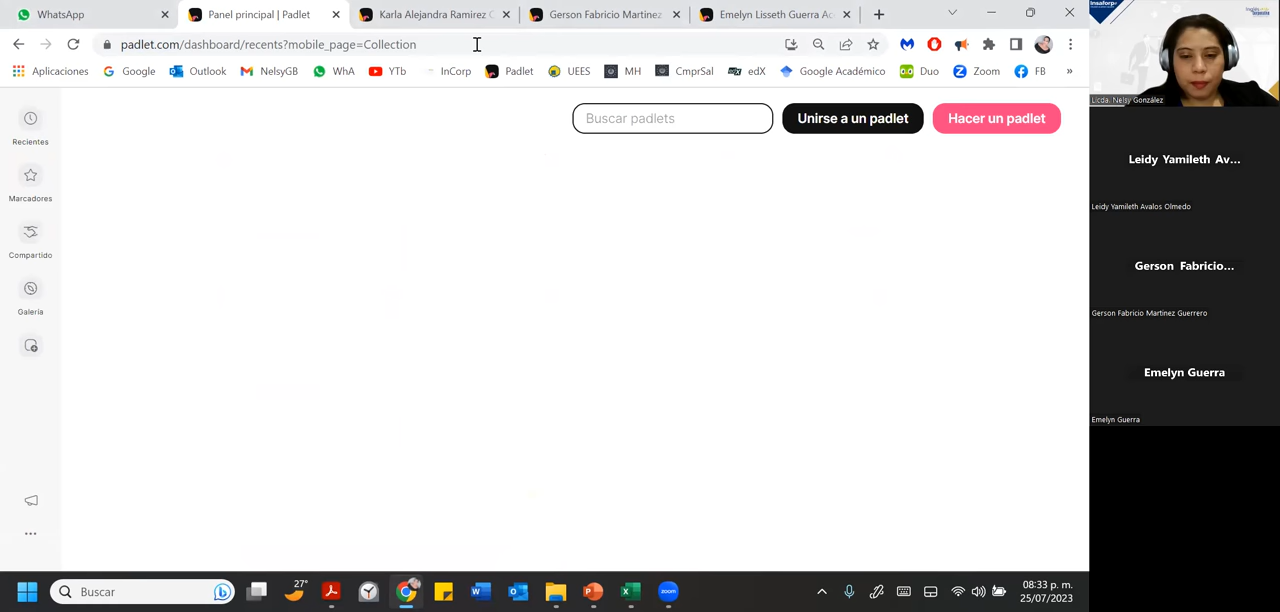 WhatsApp
Panel principal | Padlet
Karla Alejandra Ramirez
Gerson Fabricio Martinez
Emelyn Lisseth Guerra
padlet.com/dashboard/recents?mobile_page=Collection
Aplicaciones
Google
Outlook
NelsyGB
WhA
YTb
InCorp
Padlet
UEES
MH
CmprSal
edX
Google Académico
Duo
Zoom
FB
»
Buscar padlets
Unirse a un padlet
Hacer un padlet
Recientes
Marcadores
Compartido
Galería
Insaforp
Licda. Nelsy González
Leidy Yamileth Av...
Leidy Yamileth Avalos Olmedo
Gerson Fabricio...
Gerson Fabricio Martinez Guerrero
Emelyn Guerra
Emelyn Guerra
Buscar
27°
zoom
08:33 p. m.
25/07/2023